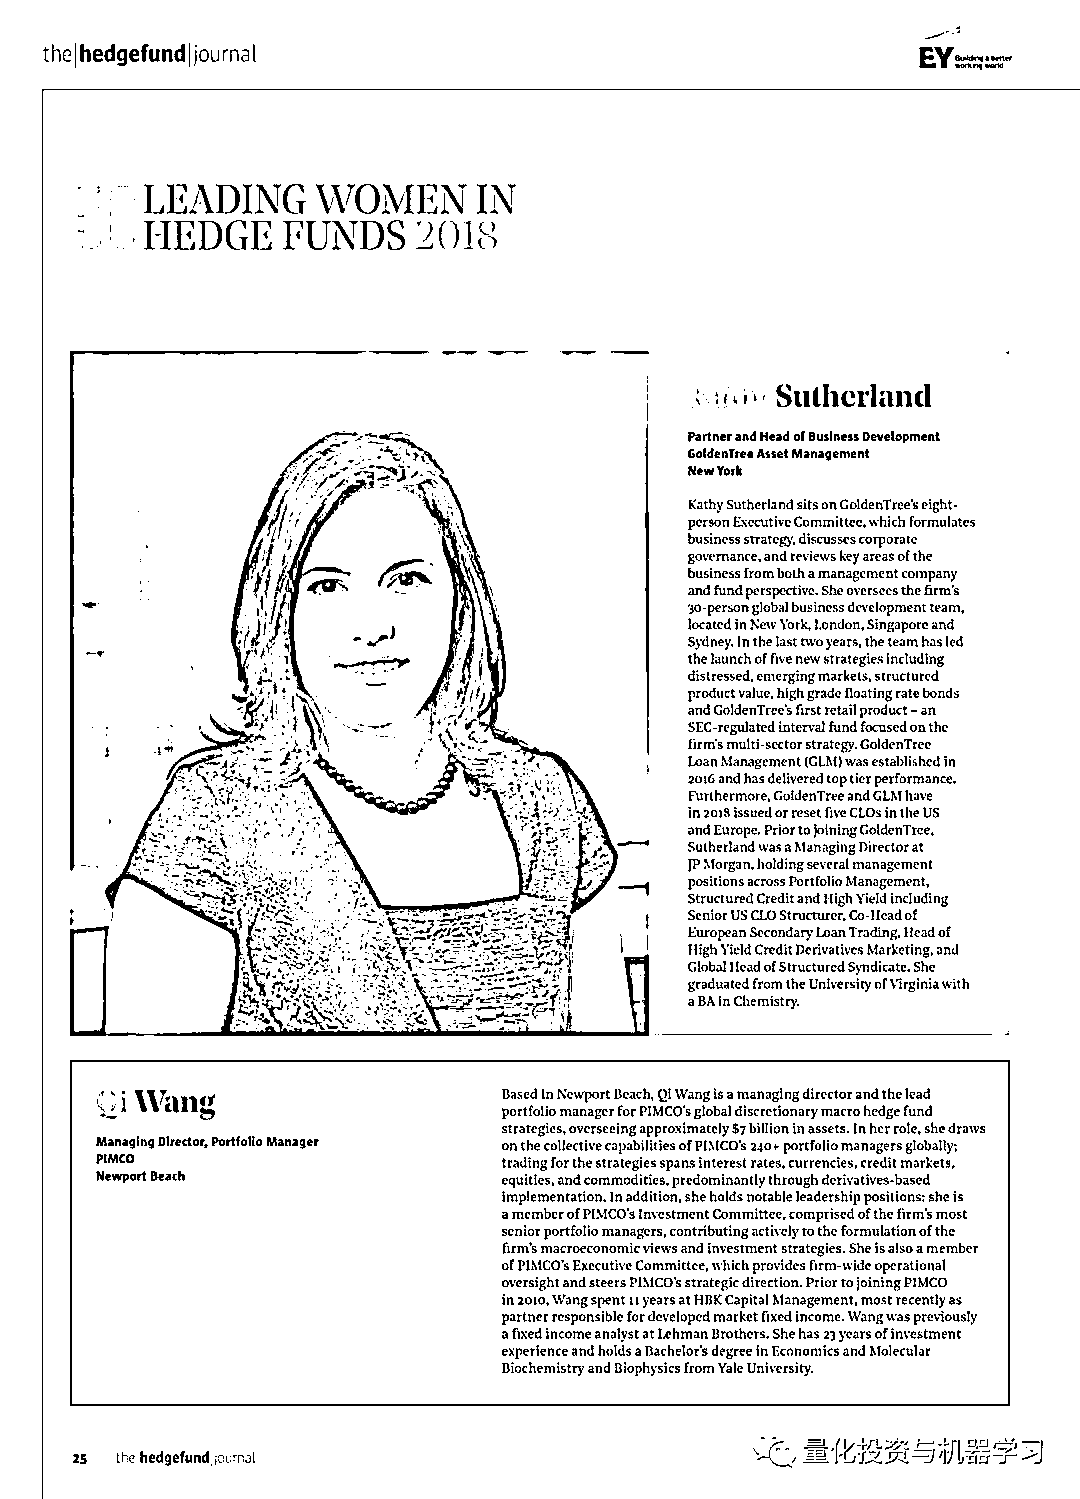 the|hedgefund|journal
EY Building a better
working world
LEADING WOMEN IN
HEDGE FUNDS 2018
Kathy Sutherland
Partner and Head of Business Development
GoldenTree Asset Management
New York
Kathy Sutherland sits on GoldenTree's eight-
person Executive Committee, which formulates
business strategy, discusses corporate
governance, and reviews key areas of the
business from both a management company
and fund perspective. She oversees the firm's
30-person global business development team,
located in New York, London, Singapore and
Sydney. In the last two years, the team has led
the launch of five new strategies including
distressed, emerging markets, structured
product value, high grade floating rate bonds
and GoldenTree's first retail product – an
SEC-regulated interval fund focused on the
firm's multi-sector strategy. GoldenTree
Loan Management (GLM) was established in
2016 and has delivered top tier performance.
Furthermore, GoldenTree and GLM have
in 2018 issued or reset five CLOs in the US
and Europe. Prior to joining GoldenTree,
Sutherland was a Managing Director at
JP Morgan, holding several management
positions across Portfolio Management,
Structured Credit and High Yield including
Senior US CLO Structurer, Co-Head of
European Secondary Loan Trading, Head of
High Yield Credit Derivatives Marketing, and
Global Head of Structured Syndicate. She
graduated from the University of Virginia with
a BA in Chemistry.
Qi Wang
Managing Director, Portfolio Manager
PIMCO
Newport Beach
Based in Newport Beach, Qi Wang is a managing director and the lead
portfolio manager for PIMCO's global discretionary macro hedge fund
strategies, overseeing approximately $7 billion in assets. In her role, she draws
on the collective capabilities of PIMCO's 240+ portfolio managers globally;
trading for the strategies spans interest rates, currencies, credit markets,
equities, and commodities, predominantly through derivatives-based
implementation. In addition, she holds notable leadership positions: she is
a member of PIMCO's Investment Committee, comprised of the firm's most
senior portfolio managers, contributing actively to the formulation of the
firm's macroeconomic views and investment strategies. She is also a member
of PIMCO's Executive Committee, which provides firm-wide operational
oversight and steers PIMCO's strategic direction. Prior to joining PIMCO
in 2010, Wang spent 11 years at HBK Capital Management, most recently as
partner responsible for developed market fixed income. Wang was previously
a fixed income analyst at Lehman Brothers. She has 23 years of investment
experience and holds a Bachelor's degree in Economics and Molecular
Biochemistry and Biophysics from Yale University.
25 the hedgefund journal
量化投资与机器学习